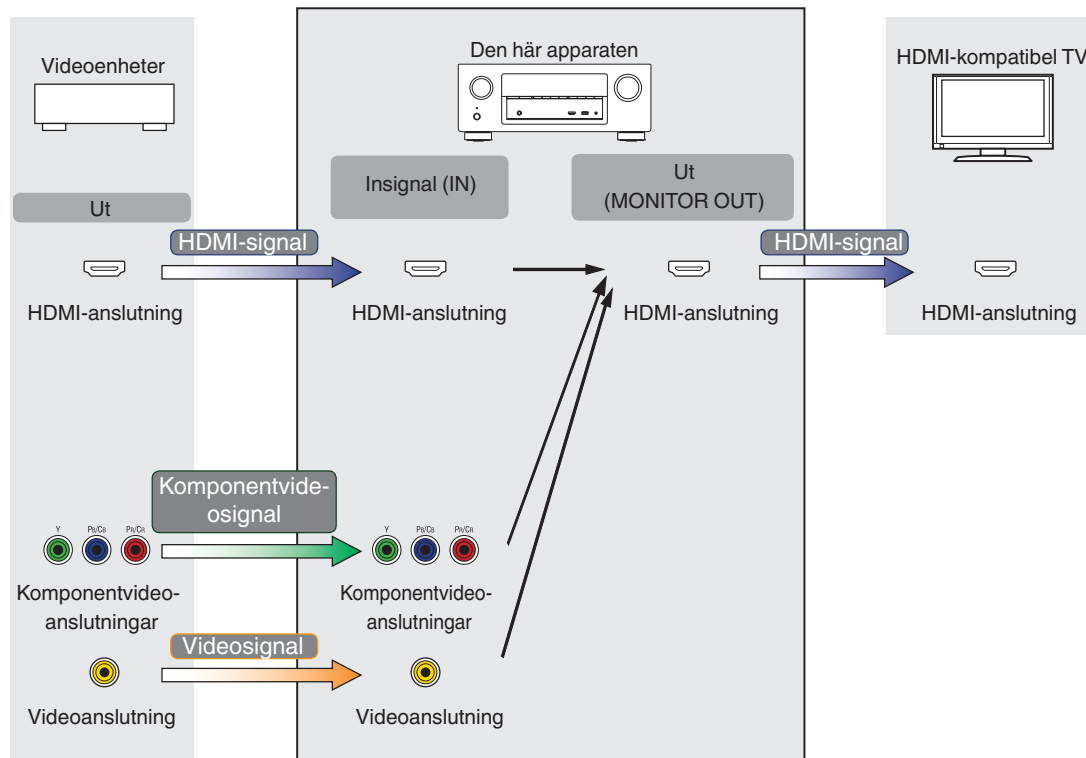 Videoenheter
Den här apparaten
HDMI-kompatibel TV
Ut
Insignal (IN)
Ut
(MONITOR OUT)
HDMI-signal
HDMI-signal
HDMI-anslutning
HDMI-anslutning
HDMI-anslutning
HDMI-anslutning
Komponentvide-
osignal
Y PB/CB PR/CR
Y PB/CB PR/CR
Komponentvideo-
anslutningar
Komponentvideo-
anslutningar
Videosignal
Videoanslutning
Videoanslutning